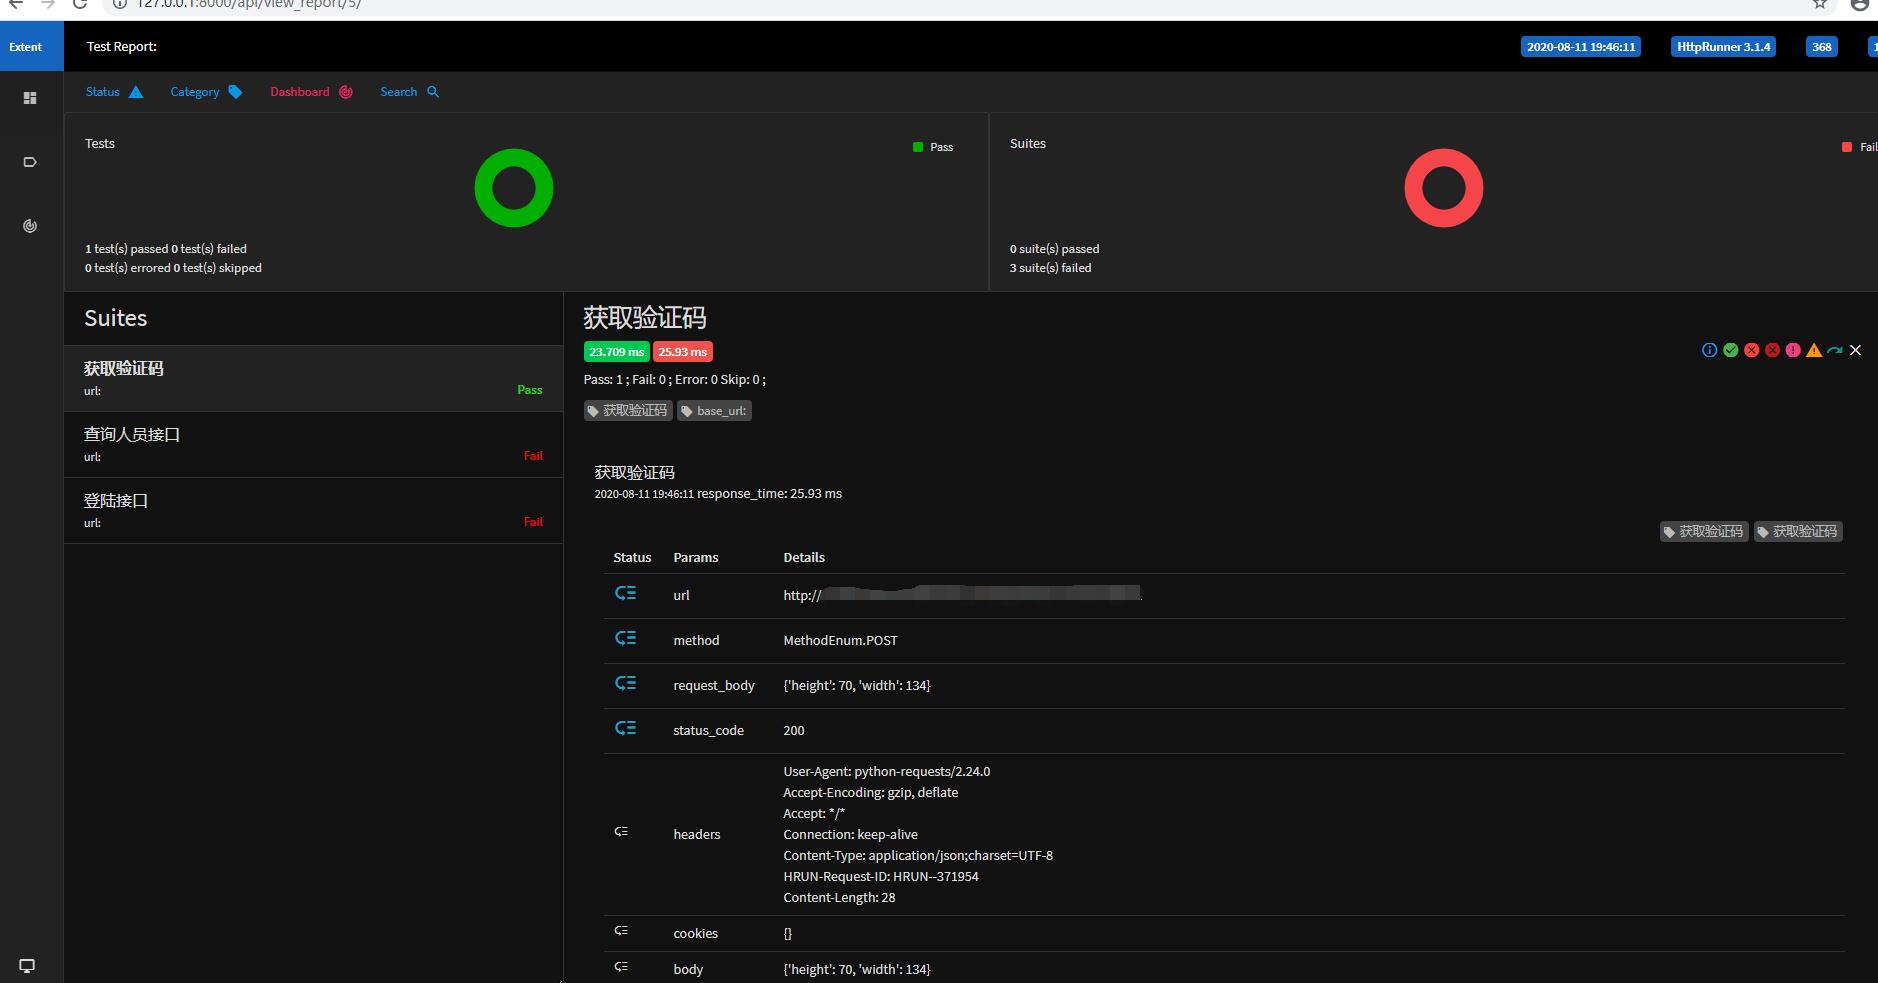 127.0.0.1:8000/api/view_report/5/
Extent
Test Report:
2020-08-11 19:46:11
HttpRunner 3.1.4
368
Status
Category
Dashboard
Search
Tests
Pass
1 test(s) passed 0 test(s) failed
0 test(s) errored 0 test(s) skipped
Suites
Fail
0 suite(s) passed
3 suite(s) failed
Suites
获取验证码
url:
Pass
查询人员接口
url:
Fail
登陆接口
url:
Fail
获取验证码
23.709 ms 25.93 ms
Pass: 1 ; Fail: 0 ; Error: 0 Skip: 0 ;
获取验证码 base_url:
获取验证码
2020-08-11 19:46:11 response_time: 25.93 ms
获取验证码 获取验证码
Status Params Details
url http://
method MethodEnum.POST
request_body {'height': 70, 'width': 134}
status_code 200
headers
User-Agent: python-requests/2.24.0
Accept-Encoding: gzip, deflate
Accept: */*
Connection: keep-alive
Content-Type: application/json;charset=UTF-8
HRUN-Request-ID: HRUN--371954
Content-Length: 28
cookies {}
body {'height': 70, 'width': 134}